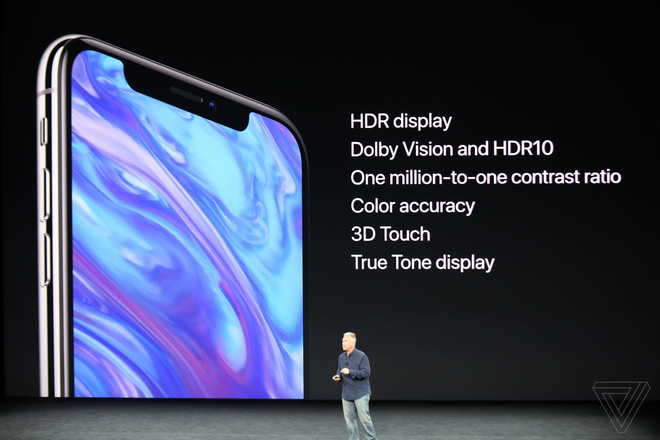 HDR display
Dolby Vision and HDR10
One million-to-one contrast ratio
Color accuracy
3D Touch
True Tone display